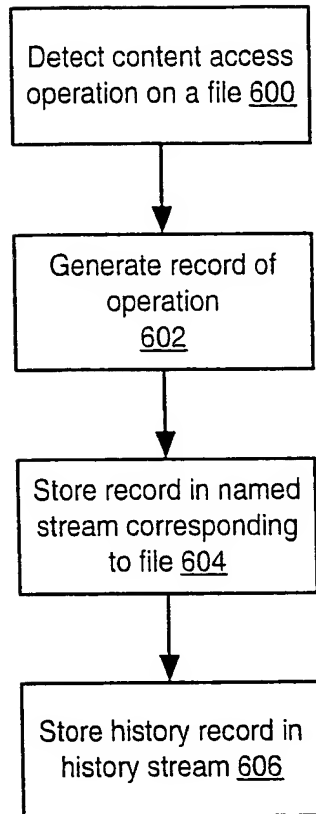 Detect content access
operation on a file 600
Generate record of
operation
602
Store record in named
stream corresponding
to file 604
Store history record in
history stream 606